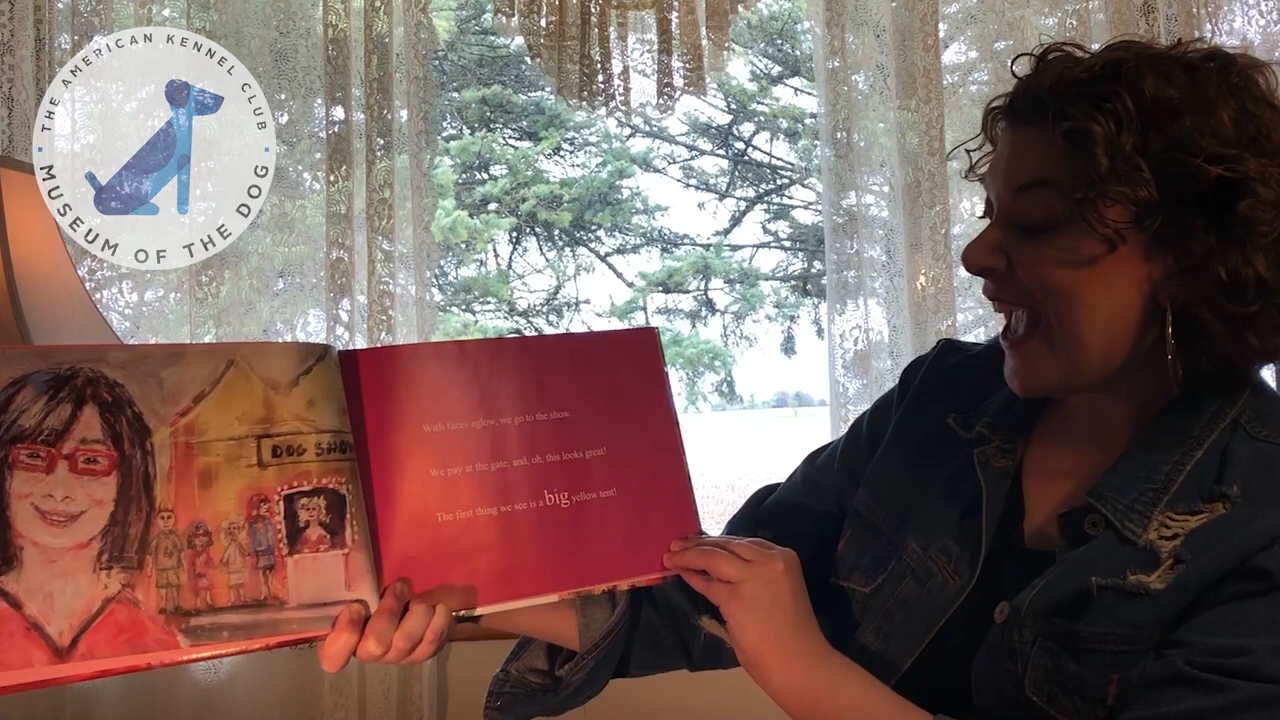 THE AMERICAN KENNEL CLUB
MUSEUM OF THE DOG
DOG SHOW
With faces aglow, we go to the show.
We pay at the gate, and, oh, this looks great!
The first thing we see is a big yellow tent!